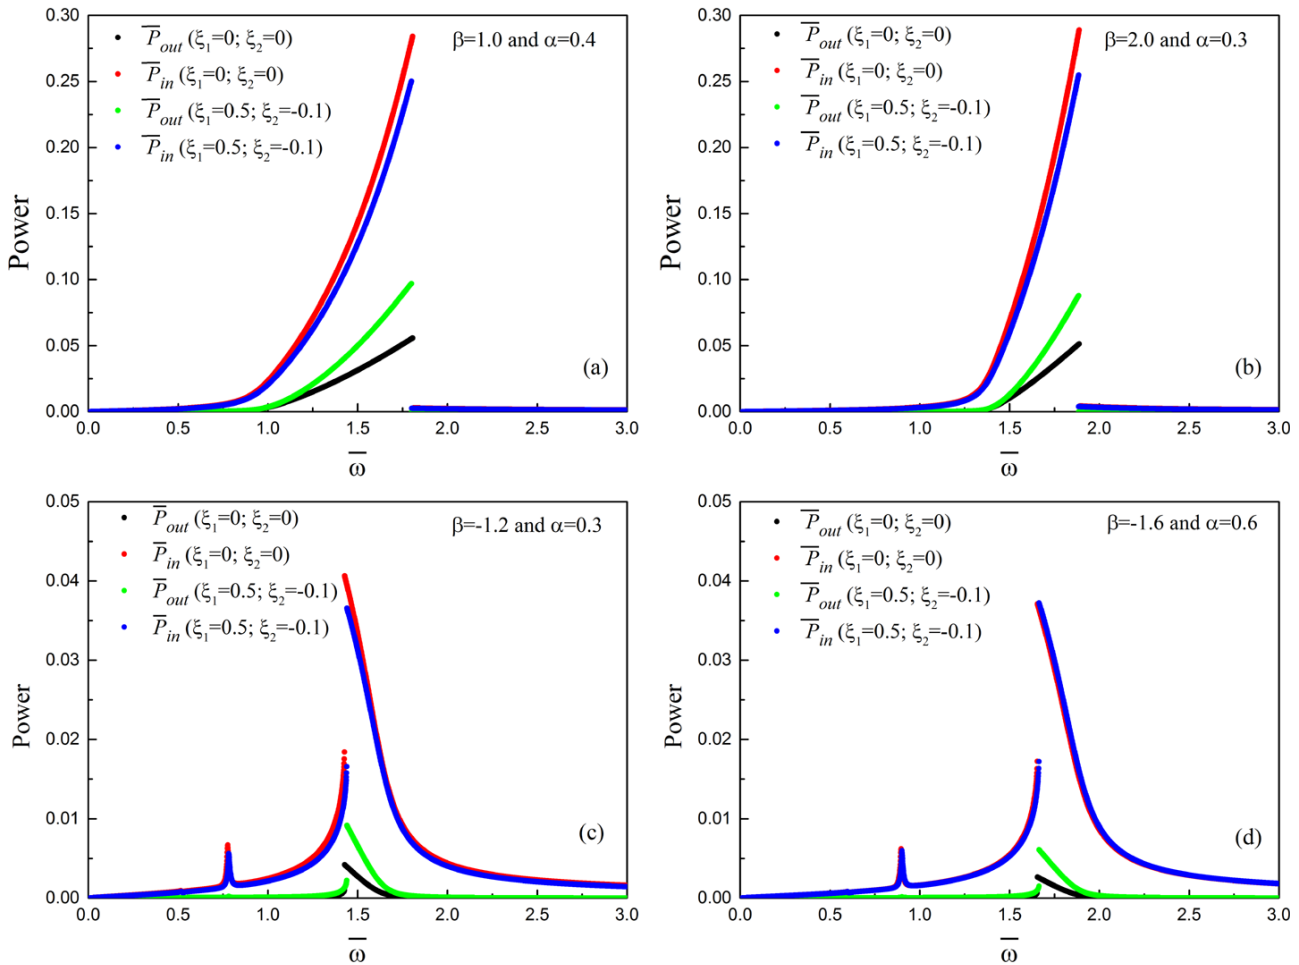 0.30
0.25
0.20
0.15
0.10
0.05
0.00
Power
P̅out (ξ1=0; ξ2=0)
P̅in (ξ1=0; ξ2=0)
P̅out (ξ1=0.5; ξ2=-0.1)
P̅in (ξ1=0.5; ξ2=-0.1)
β=1.0 and α=0.4
(a)
0.0 0.5 1.0 1.5 2.0 2.5 3.0
ω̅
0.30
0.25
0.20
0.15
0.10
0.05
0.00
Power
P̅out (ξ1=0; ξ2=0)
P̅in (ξ1=0; ξ2=0)
P̅out (ξ1=0.5; ξ2=-0.1)
P̅in (ξ1=0.5; ξ2=-0.1)
β=2.0 and α=0.3
(b)
0.0 0.5 1.0 1.5 2.0 2.5 3.0
ω̅
0.05
0.04
0.03
0.02
0.01
0.00
Power
P̅out (ξ1=0; ξ2=0)
P̅in (ξ1=0; ξ2=0)
P̅out (ξ1=0.5; ξ2=-0.1)
P̅in (ξ1=0.5; ξ2=-0.1)
β=-1.2 and α=0.3
(c)
0.0 0.5 1.0 1.5 2.0 2.5 3.0
ω̅
0.05
0.04
0.03
0.02
0.01
0.00
Power
P̅out (ξ1=0; ξ2=0)
P̅in (ξ1=0; ξ2=0)
P̅out (ξ1=0.5; ξ2=-0.1)
P̅in (ξ1=0.5; ξ2=-0.1)
β=-1.6 and α=0.6
(d)
0.0 0.5 1.0 1.5 2.0 2.5 3.0
ω̅